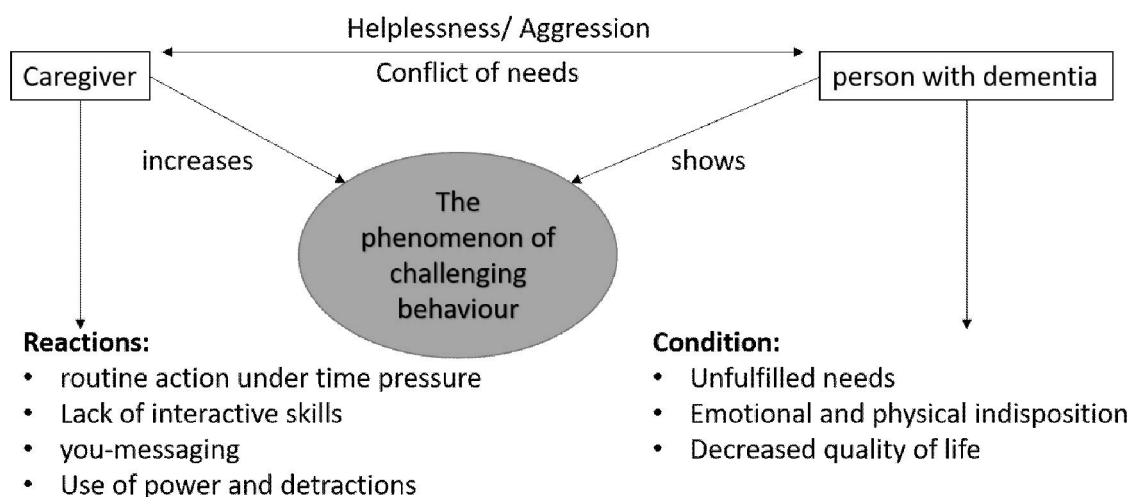 Helplessness/ Aggression
Caregiver
Conflict of needs
person with dementia
increases
shows
The
phenomenon of
challenging
behaviour
Reactions:
• routine action under time pressure
• Lack of interactive skills
• you-messaging
• Use of power and detractions
Condition:
• Unfulfilled needs
• Emotional and physical indisposition
• Decreased quality of life